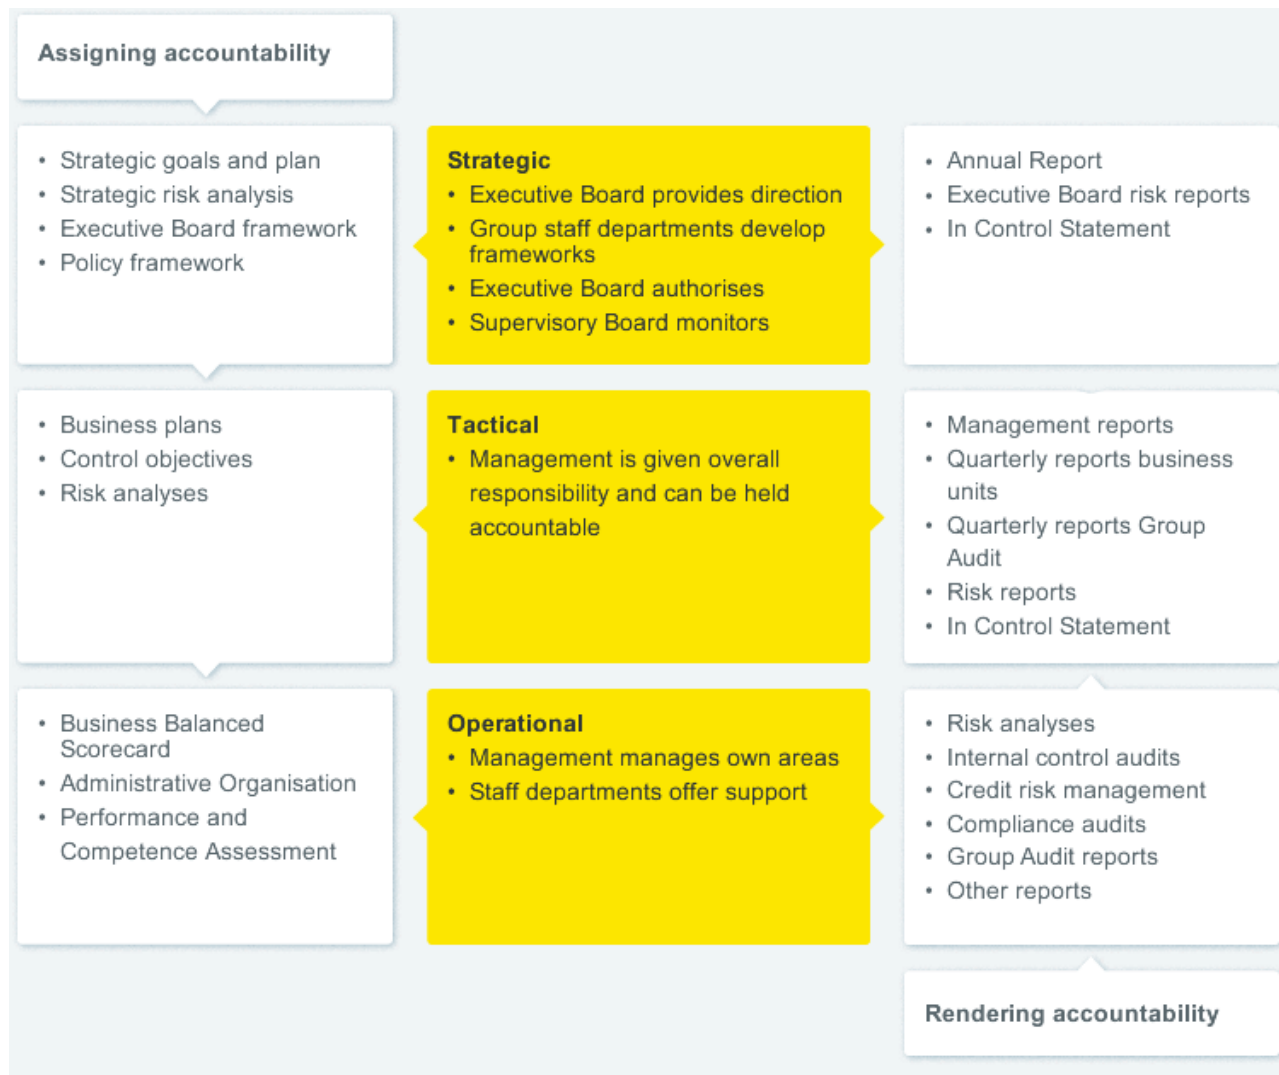 Assigning accountability
• Strategic goals and plan
• Strategic risk analysis
• Executive Board framework
• Policy framework
Strategic
• Executive Board provides direction
• Group staff departments develop
frameworks
• Executive Board authorises
• Supervisory Board monitors
• Annual Report
• Executive Board risk reports
• In Control Statement
• Business plans
• Control objectives
• Risk analyses
Tactical
• Management is given overall
responsibility and can be held
accountable
• Management reports
• Quarterly reports business
units
• Quarterly reports Group
Audit
• Risk reports
• In Control Statement
• Business Balanced
Scorecard
• Administrative Organisation
• Performance and
Competence Assessment
Operational
• Management manages own areas
• Staff departments offer support
• Risk analyses
• Internal control audits
• Credit risk management
• Compliance audits
• Group Audit reports
• Other reports
Rendering accountability